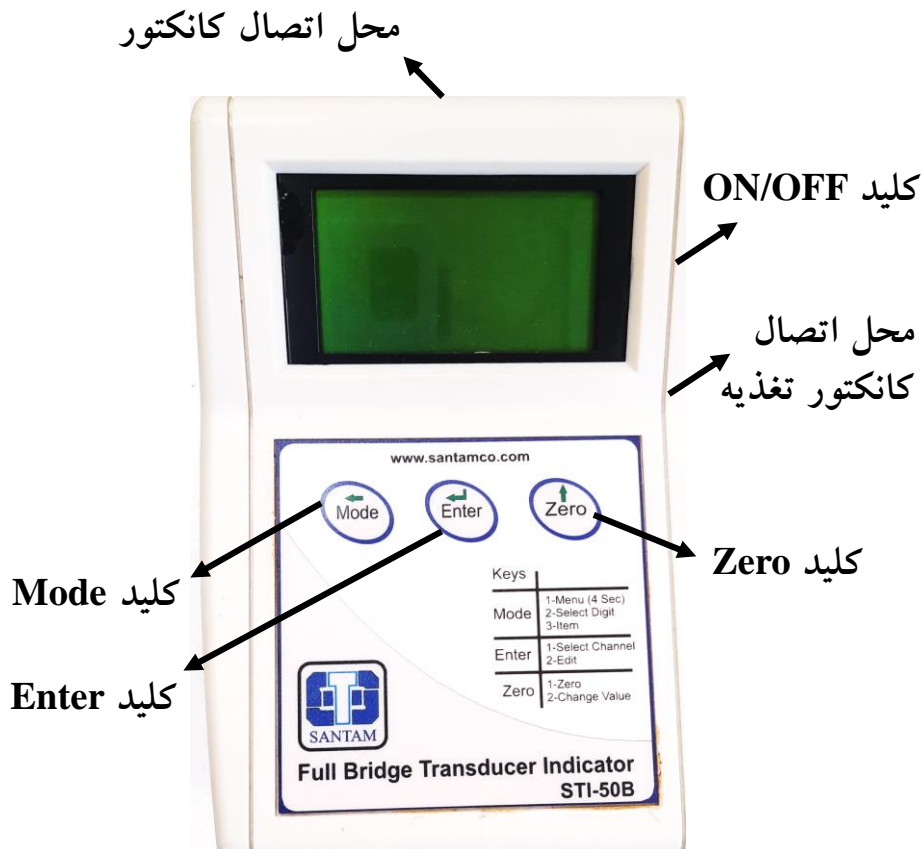 محل اتصال کانکتور
کلید ON/OFF
محل اتصال
کانکتور تغذیه
www.santamco.com
Mode
Enter
Zero
کلید Zero
کلید Mode
کلید Enter
Keys
Mode
1-Menu (4 Sec)
2-Select Digit
3-Item
Enter
1-Select Channel
2-Edit
Zero
1-Zero
2-Change Value
SANTAM
Full Bridge Transducer Indicator
STI-50B